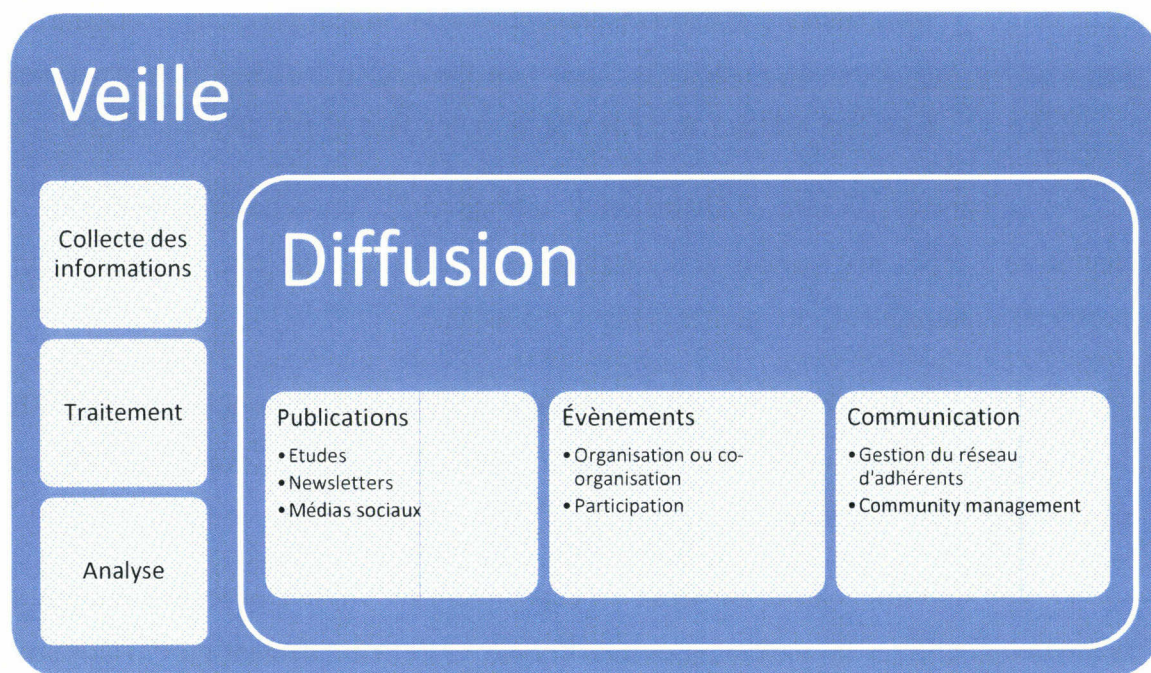 Veille
Collecte des
informations
Traitement
Analyse
Diffusion
Publications
• Etudes
• Newsletters
• Médias sociaux
Évènements
• Organisation ou co-
organisation
• Participation
Communication
• Gestion du réseau
d'adhérents
• Community management